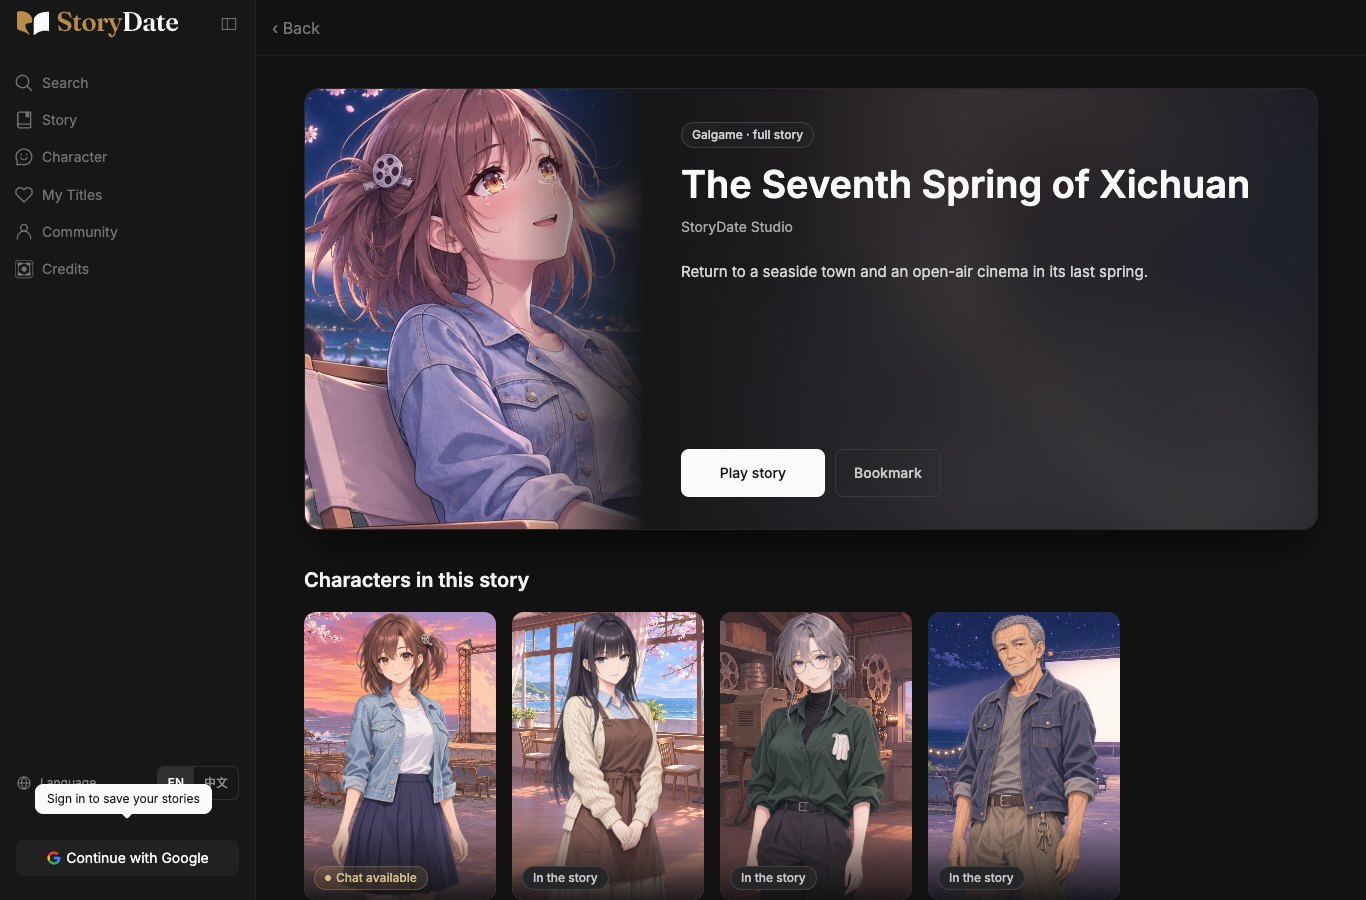 StoryDate
Search
Story
Character
My Titles
Community
Credits
Language
EN
中文
Sign in to save your stories
Continue with Google
‹ Back
Galgame · full story
The Seventh Spring of Xichuan
StoryDate Studio
Return to a seaside town and an open-air cinema in its last spring.
Play story
Bookmark
Characters in this story
Chat available
In the story
In the story
In the story